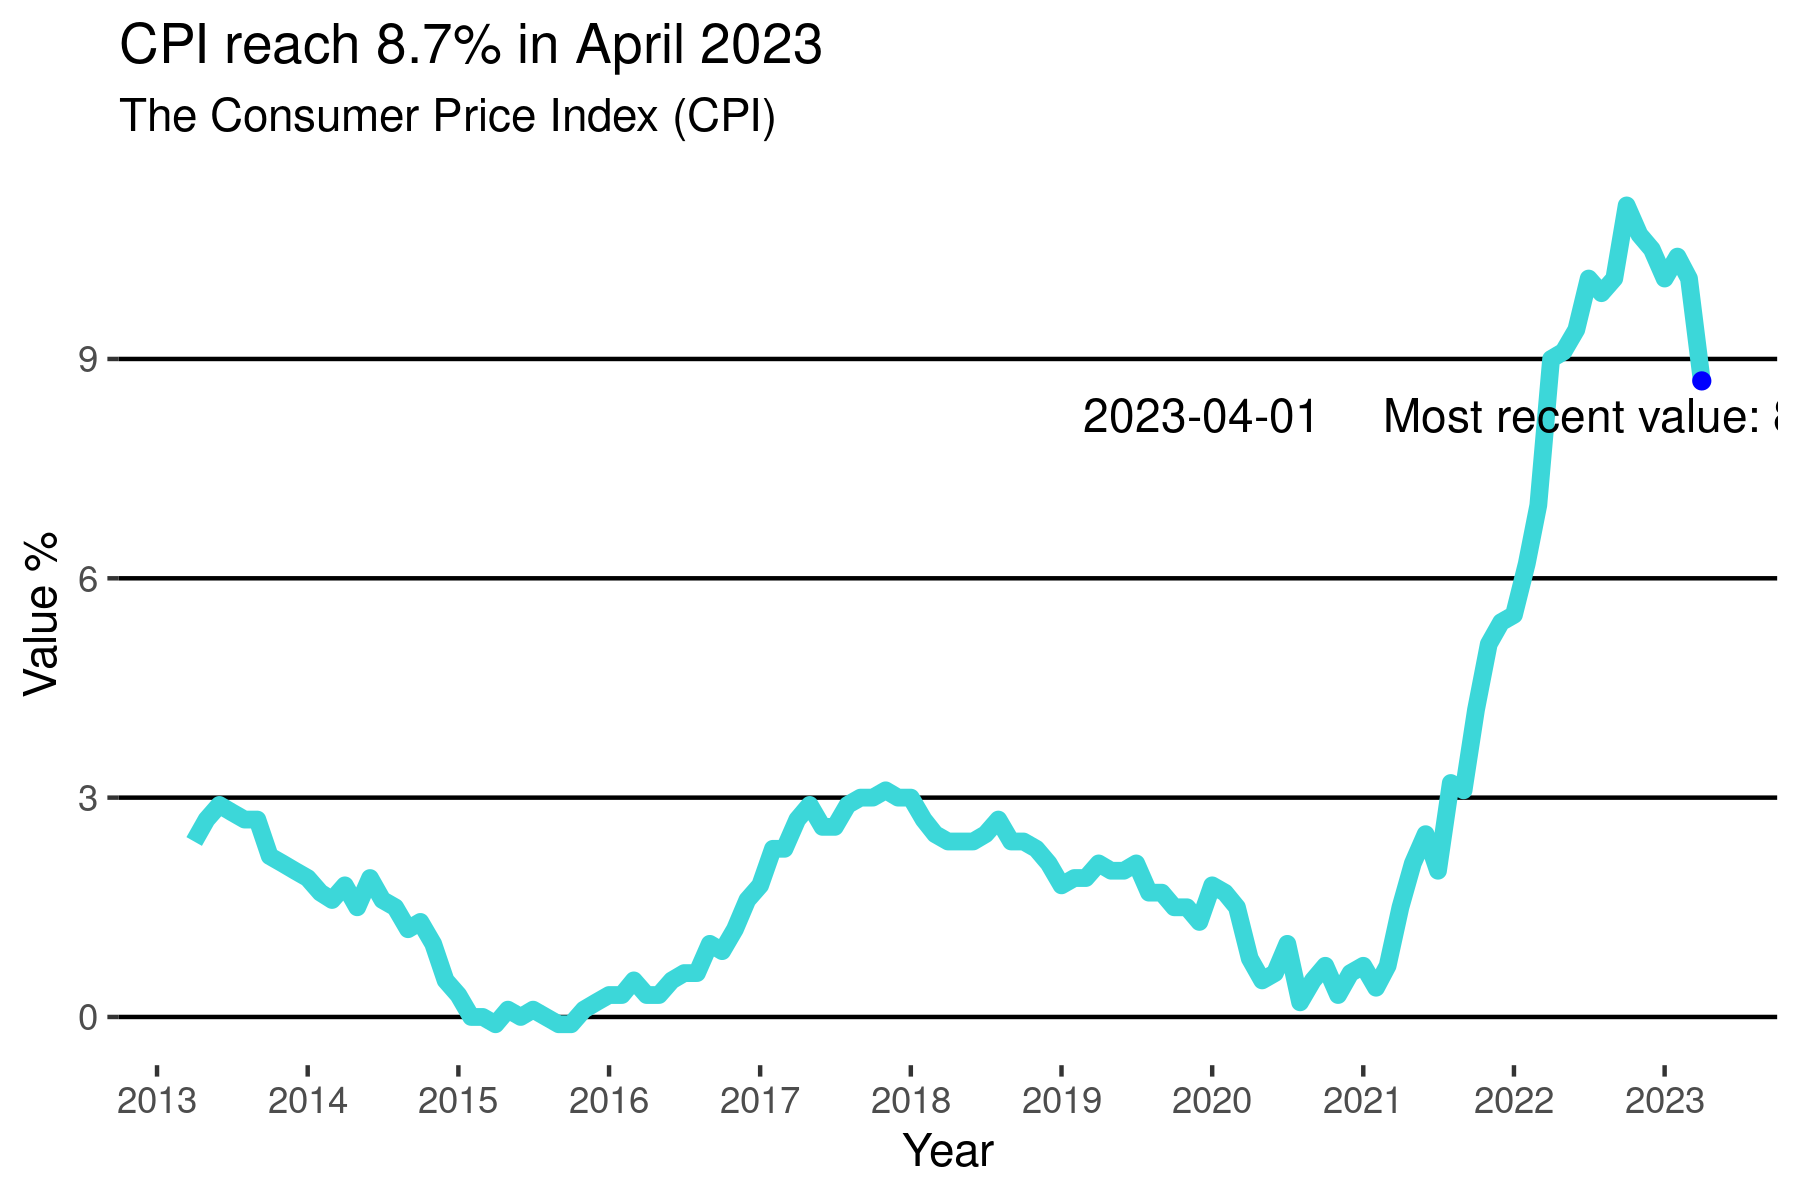 CPI reach 8.7% in April 2023
The Consumer Price Index (CPI)
9
2023-04-01 Most recent value:
6
Value %
3
0
2013 2014 2015 2016 2017 2018 2019 2020 2021 2022 2023
Year